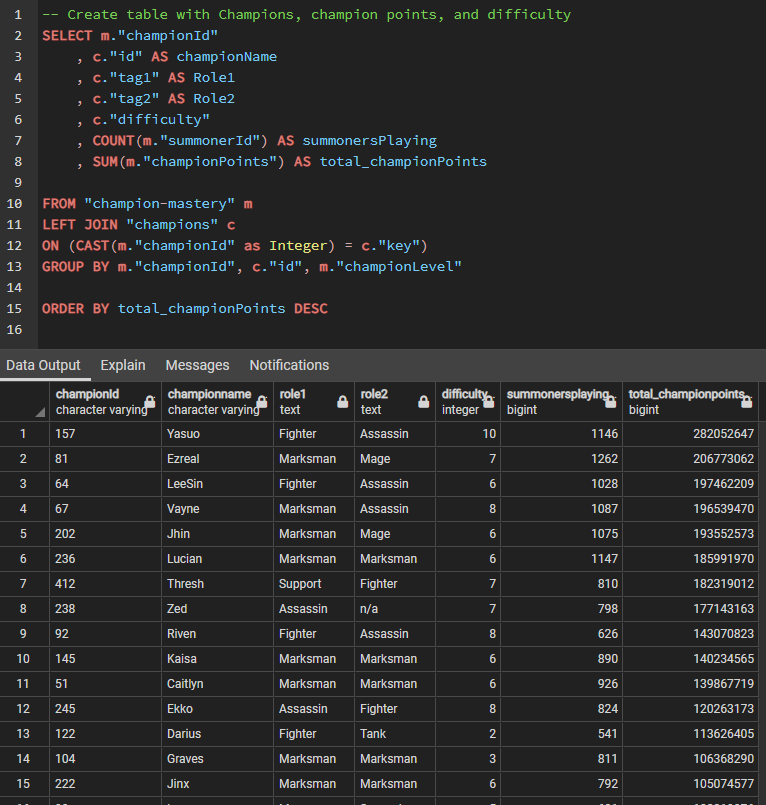 1 -- Create table with Champions, champion points, and difficulty
2 SELECT m."championId"
3 , c."id" AS championName
4 , c."tag1" AS Role1
5 , c."tag2" AS Role2
6 , c."difficulty"
7 , COUNT(m."summonerId") AS summonersPlaying
8 , SUM(m."championPoints") AS total_championPoints
9
10 FROM "champion-mastery" m
11 LEFT JOIN "champions" c
12 ON (CAST(m."championId" as Integer) = c."key")
13 GROUP BY m."championId", c."id", m."championLevel"
14
15 ORDER BY total_championPoints DESC
16
Data Output Explain Messages Notifications
championId championname role1 role2 difficulty summonersplaying total_championpoints
character varying character varying text text integer bigint bigint
1 157 Yasuo Fighter Assassin 10 1146 282052647
2 81 Ezreal Marksman Mage 7 1262 206773062
3 64 LeeSin Fighter Assassin 6 1028 197462209
4 67 Vayne Marksman Assassin 8 1087 196539470
5 202 Jhin Marksman Mage 6 1075 193552573
6 236 Lucian Marksman Marksman 6 1147 185991970
7 412 Thresh Support Fighter 7 810 182319012
8 238 Zed Assassin n/a 7 798 177143163
9 92 Riven Fighter Assassin 8 626 143070823
10 145 Kaisa Marksman Marksman 6 890 140234565
11 51 Caitlyn Marksman Marksman 6 926 139867719
12 245 Ekko Assassin Fighter 8 824 120263173
13 122 Darius Fighter Tank 2 541 113626405
14 104 Graves Marksman Marksman 3 811 106368290
15 222 Jinx Marksman Marksman 6 792 105074577